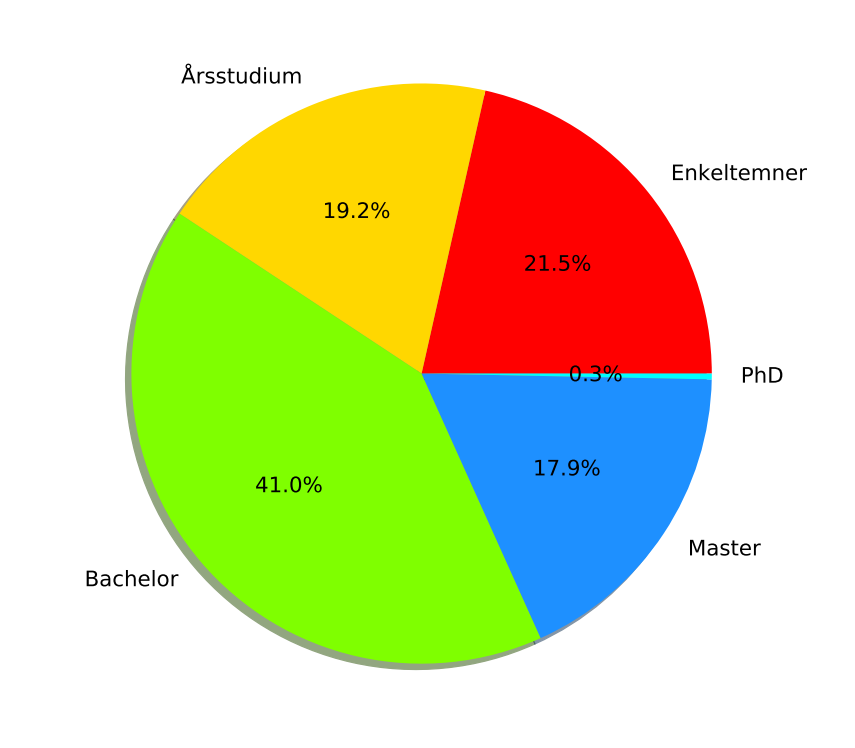 Årsstudium
Enkeltemner
19.2%
21.5%
0.3%
PhD
17.9%
41.0%
Master
Bachelor